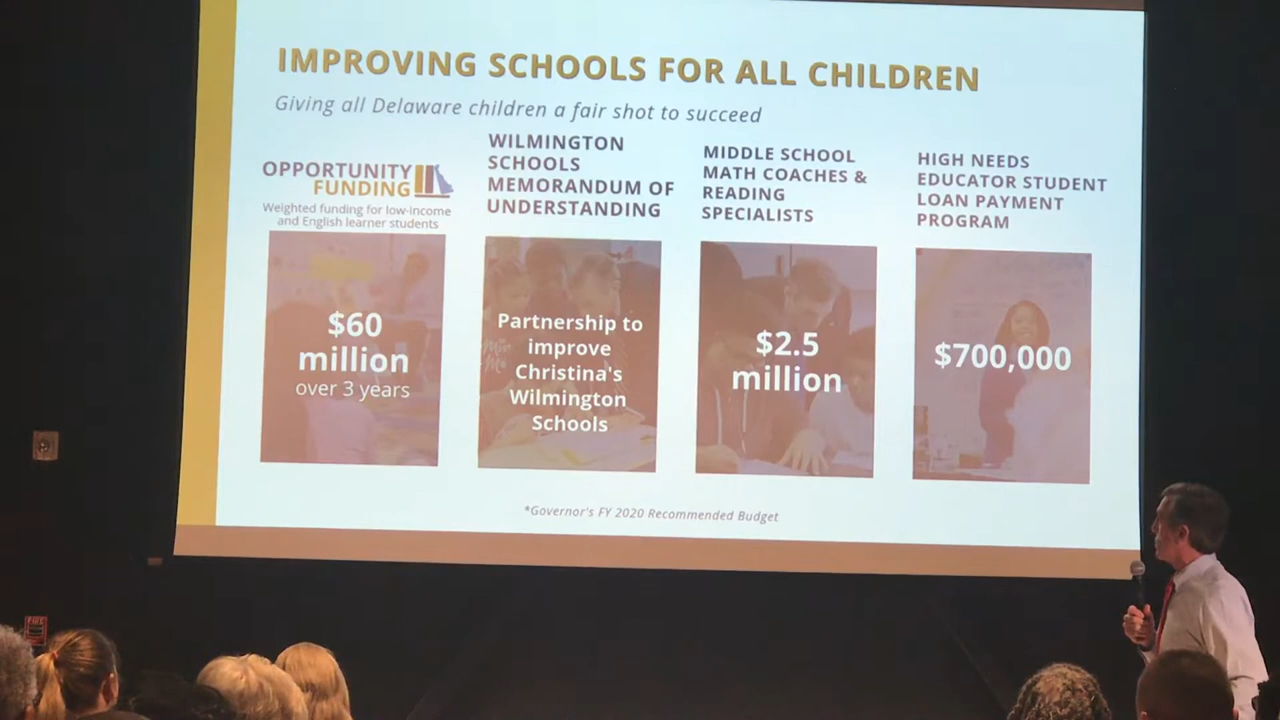 IMPROVING SCHOOLS FOR ALL CHILDREN
Giving all Delaware children a fair shot to succeed
OPPORTUNITY
FUNDING
Weighted funding for low-income
and English learner students
$60
million
over 3 years
WILMINGTON
SCHOOLS
MEMORANDUM OF
UNDERSTANDING
Partnership to
improve
Christina's
Wilmington
Schools
MIDDLE SCHOOL
MATH COACHES &
READING
SPECIALISTS
$2.5
million
HIGH NEEDS
EDUCATOR STUDENT
LOAN PAYMENT
PROGRAM
$700,000
*Governor's FY 2020 Recommended Budget
FIRE